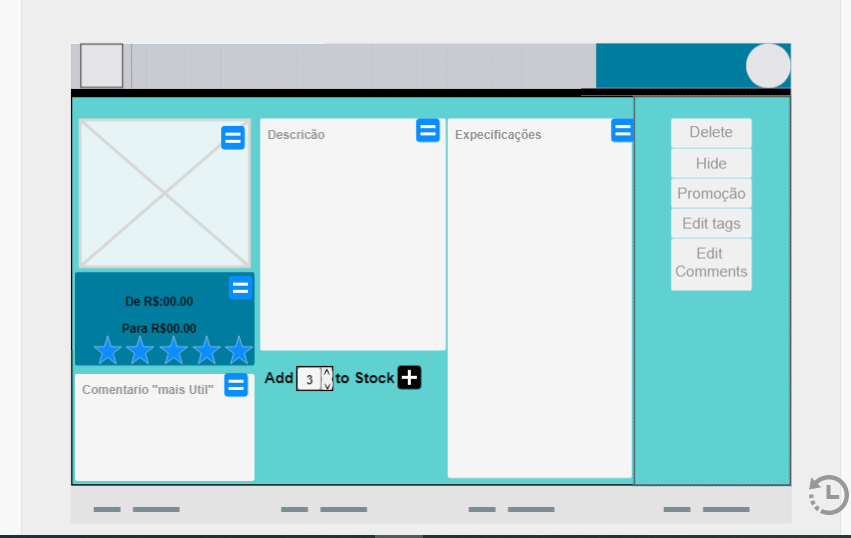 Descricão
Expecificações
De R$:00.00
Para R$00.00
Comentario "mais Util"
Add 3 to Stock
Delete
Hide
Promoção
Edit tags
Edit
Comments